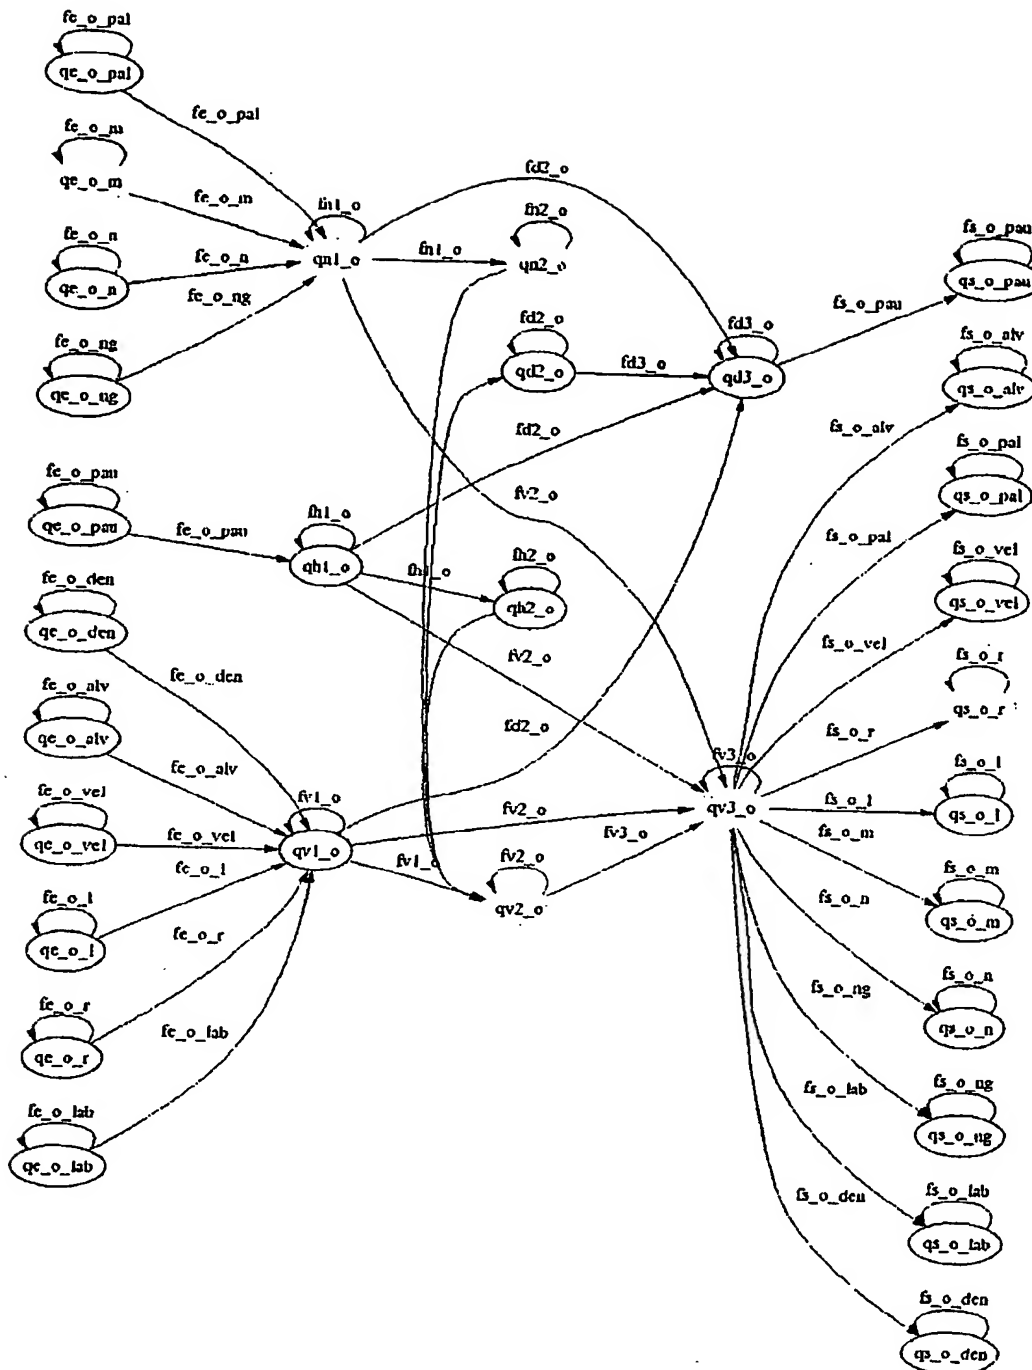 fe_o_pal
qe_o_pal
fe_o_pal
fe_o_m
qe_o_m
fe_o_m
fe_o_n
qe_o_n
fe_o_n
fe_o_ng
qe_o_ng
fe_o_ng
fe_o_pau
qe_o_pau
fe_o_pau
fe_o_den
qe_o_den
fe_o_den
fe_o_alv
qe_o_alv
fe_o_alv
fe_o_vel
qe_o_vel
fe_o_vel
fe_o_l
qe_o_l
fe_o_l
fe_o_r
qe_o_r
fe_o_r
fe_o_lab
qe_o_lab
fe_o_lab
fn1_o
qn1_o
fn1_o
fd2_o
fn2_o
qn2_o
fd2_o
qd2_o
fd3_o
fd3_o
qd3_o
fd2_o
fv2_o
fh1_o
qh1_o
fh1_o
fh2_o
qh2_o
fv2_o
fd2_o
fv1_o
qv1_o
fv2_o
fv1_o
fv2_o
qv2_o
fv3_o
fv3_o
qv3_o
fs_o_pau
fs_o_pau
qs_o_pau
fs_o_alv
fs_o_alv
qs_o_alv
fs_o_pal
fs_o_pal
qs_o_pal
fs_o_vel
fs_o_vel
qs_o_vel
fs_o_r
fs_o_r
qs_o_r
fs_o_l
fs_o_l
qs_o_l
fs_o_m
fs_o_m
qs_o_m
fs_o_n
fs_o_n
qs_o_n
fs_o_ng
fs_o_ng
qs_o_ng
fs_o_lab
fs_o_lab
qs_o_lab
fs_o_den
fs_o_den
qs_o_den